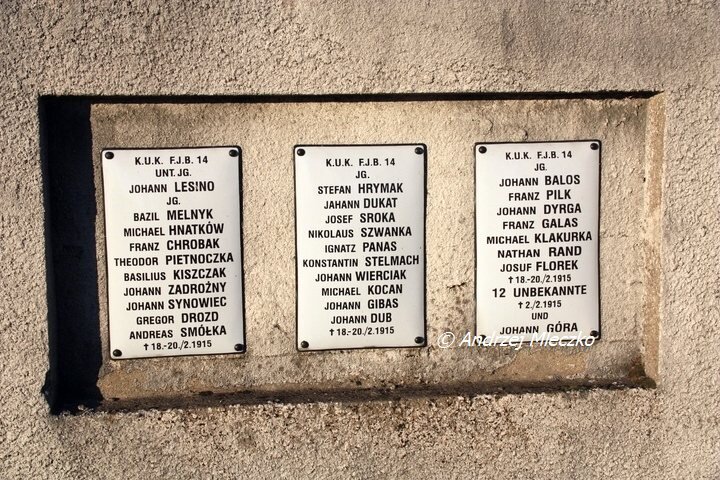 K.U.K. F.J.B. 14
UNT. JG.
JOHANN LES!NO
JG.
BAZIL MELNYK
MICHAEL HNATKÓW
FRANZ CHROBAK
THEODOR PIETNOCZKA
BASILIUS KISZCZAK
JOHANN ZADROŻNY
JOHANN SYNOWIEC
GREGOR DROZD
ANDREAS SMÓŁKA
† 18.-20./2.1915
K.U.K. F.J.B. 14
JG.
STEFAN HRYMAK
JAHANN DUKAT
JOSEF SROKA
NIKOLAUS SZWANKA
IGNATZ PANAS
KONSTANTIN STELMACH
JOHANN WIERCIAK
MICHAEL KOCAN
JOHANN GIBAS
JOHANN DUB
† 18.-20./2.1915
K.U.K. F.J.B. 14
JG.
JOHANN BALOS
FRANZ PILK
JOHANN DYRGA
FRANZ GALAS
MICHAEL KLAKURKA
NATHAN RAND
JOSUF FLOREK
† 18.-20./2.1915
12 UNBEKANNTE
† 2./2.1915
UND
JOHANN GÓRA
© Andrzej Mleczko